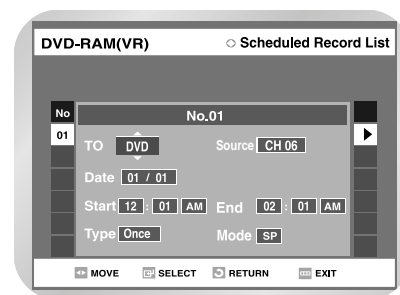 DVD-RAM(VR) Scheduled Record List
No No.01
01 TO DVD Source CH 06
Date 01 / 01
Start 12 : 01 AM End 02 : 01 AM
Type Once Mode SP
MOVE SELECT RETURN EXIT